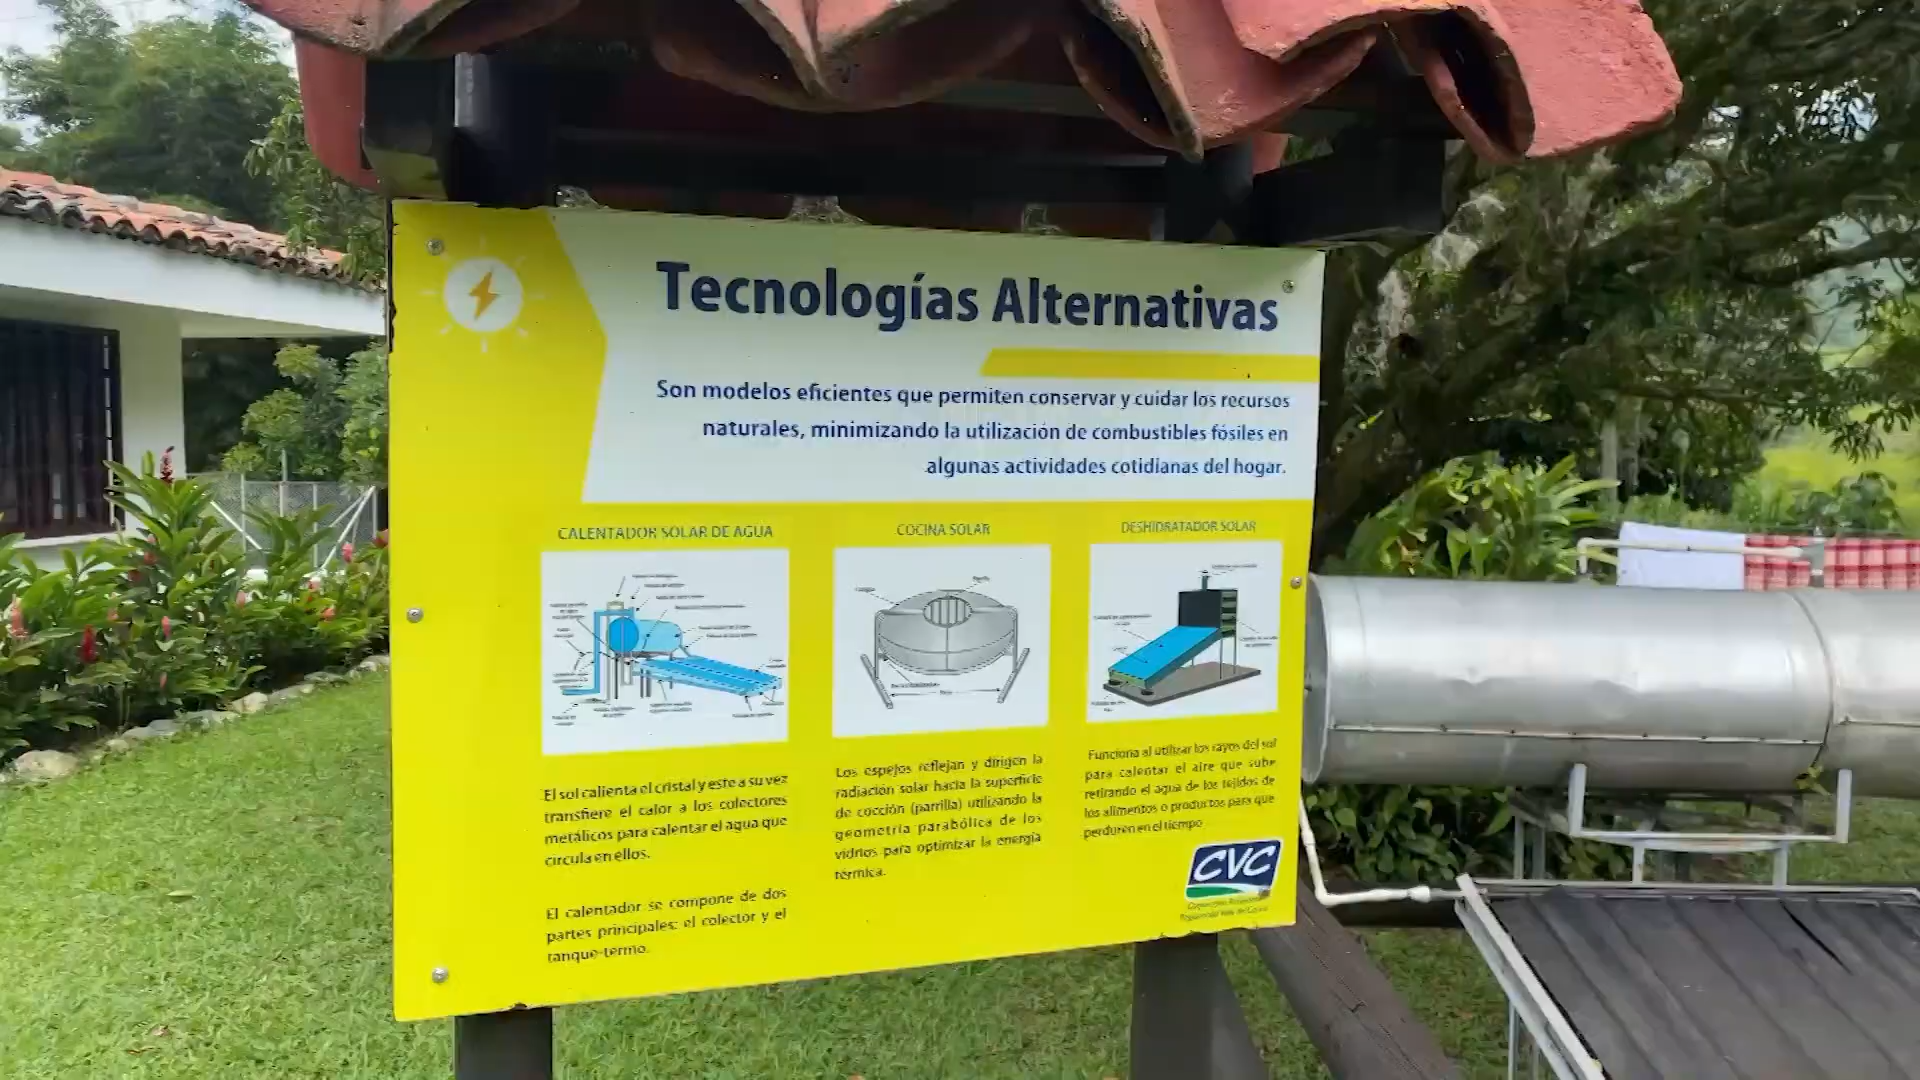 Tecnologías Alternativas
Son modelos eficientes que permiten conservar y cuidar los recursos
naturales, minimizando la utilización de combustibles fósiles en
algunas actividades cotidianas del hogar.
CALENTADOR SOLAR DE AGUA
El sol calienta el cristal y este a su vez
transfiere el calor a los colectores
metálicos para calentar el agua que
circula en ellos.
El calentador se compone de dos
partes principales: el colector y el
tanque-termo.
COCINA SOLAR
Los espejos reflejan y dirigen la
radiación solar hacia la superficie
de cocción (parrilla) utilizando la
geometría parabólica de los
vidrios para optimizar la energía
térmica.
DESHIDRATADOR SOLAR
Funciona al utilizar los rayos del sol
para calentar el aire que sube
retirando el agua de los tejidos de
los alimentos o productos para que
perduren en el tiempo
CVC